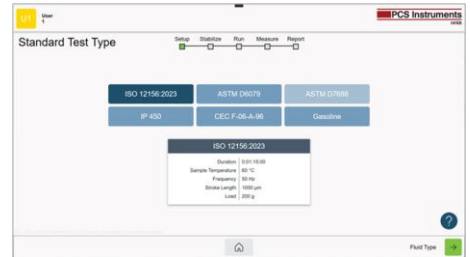 U1
User
1
PCS Instruments
Standard Test Type
Setup Stabilize Run Measure Report
ISO 12156:2023 ASTM D6079 ASTM D7688
IP 450 CEC F-06-A-96 Gasoline
ISO 12156:2023
Duration 0:01:15:00
Sample Temperature 60 °C
Frequency 50 Hz
Stroke Length 1000 µm
Load 200 g
?
Fluid Type